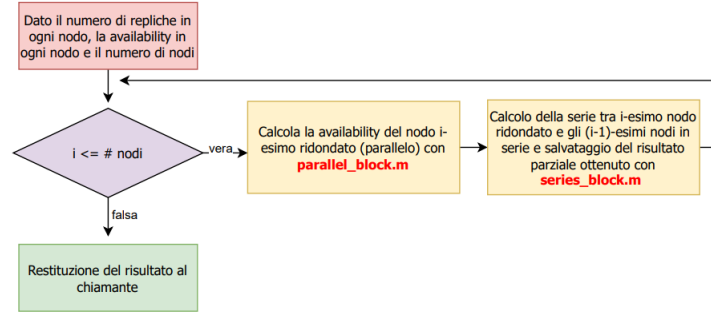 Dato il numero di repliche in
ogni nodo, la availability in
ogni nodo e il numero di nodi
i <= # nodi
vera
Calcola la availability del nodo i-
esimo ridondato (parallelo) con
parallel_block.m
Calcolo della serie tra i-esimo nodo
ridondato e gli (i-1)-esimi nodi in
serie e salvataggio del risultato
parziale ottenuto con
series_block.m
falsa
Restituzione del risultato al
chiamante